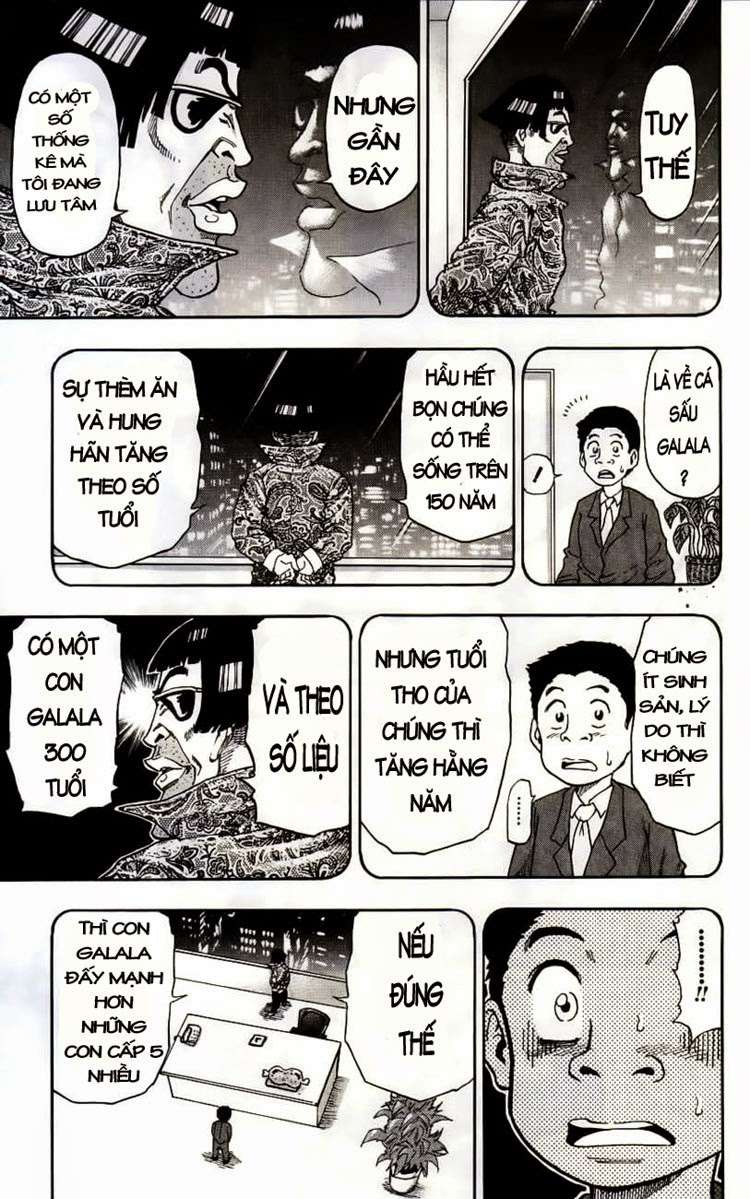 TUY
THẾ
NHƯNG
GẦN
ĐÂY
CÓ MỘT
SỐ
THỐNG
KÊ MÀ
TÔI ĐANG
LƯU TÂM
LÀ VỀ CÁ
SẤU
GALALA
?
!
HẦU HẾT
BỌN CHÚNG
CÓ THỂ
SỐNG TRÊN
150 NĂM
SỰ THÈM ĂN
VÀ HUNG
HÃN TĂNG
THEO SỐ
TUỔI
CHÚNG
ÍT SINH
SẢN, LÝ
DO THÌ
KHÔNG
BIẾT
NHƯNG TUỔI
THO CỦA
CHÚNG THÌ
TĂNG HẰNG
NĂM
......
VÀ THEO
SỐ LIỆU
CÓ MỘT
CON
GALALA
300
TUỔI
......!!
NẾU
ĐÚNG
THẾ
THÌ CON
GALALA
ĐẤY MẠNH
HƠN
NHỮNG
CON CẤP 5
NHIỀU